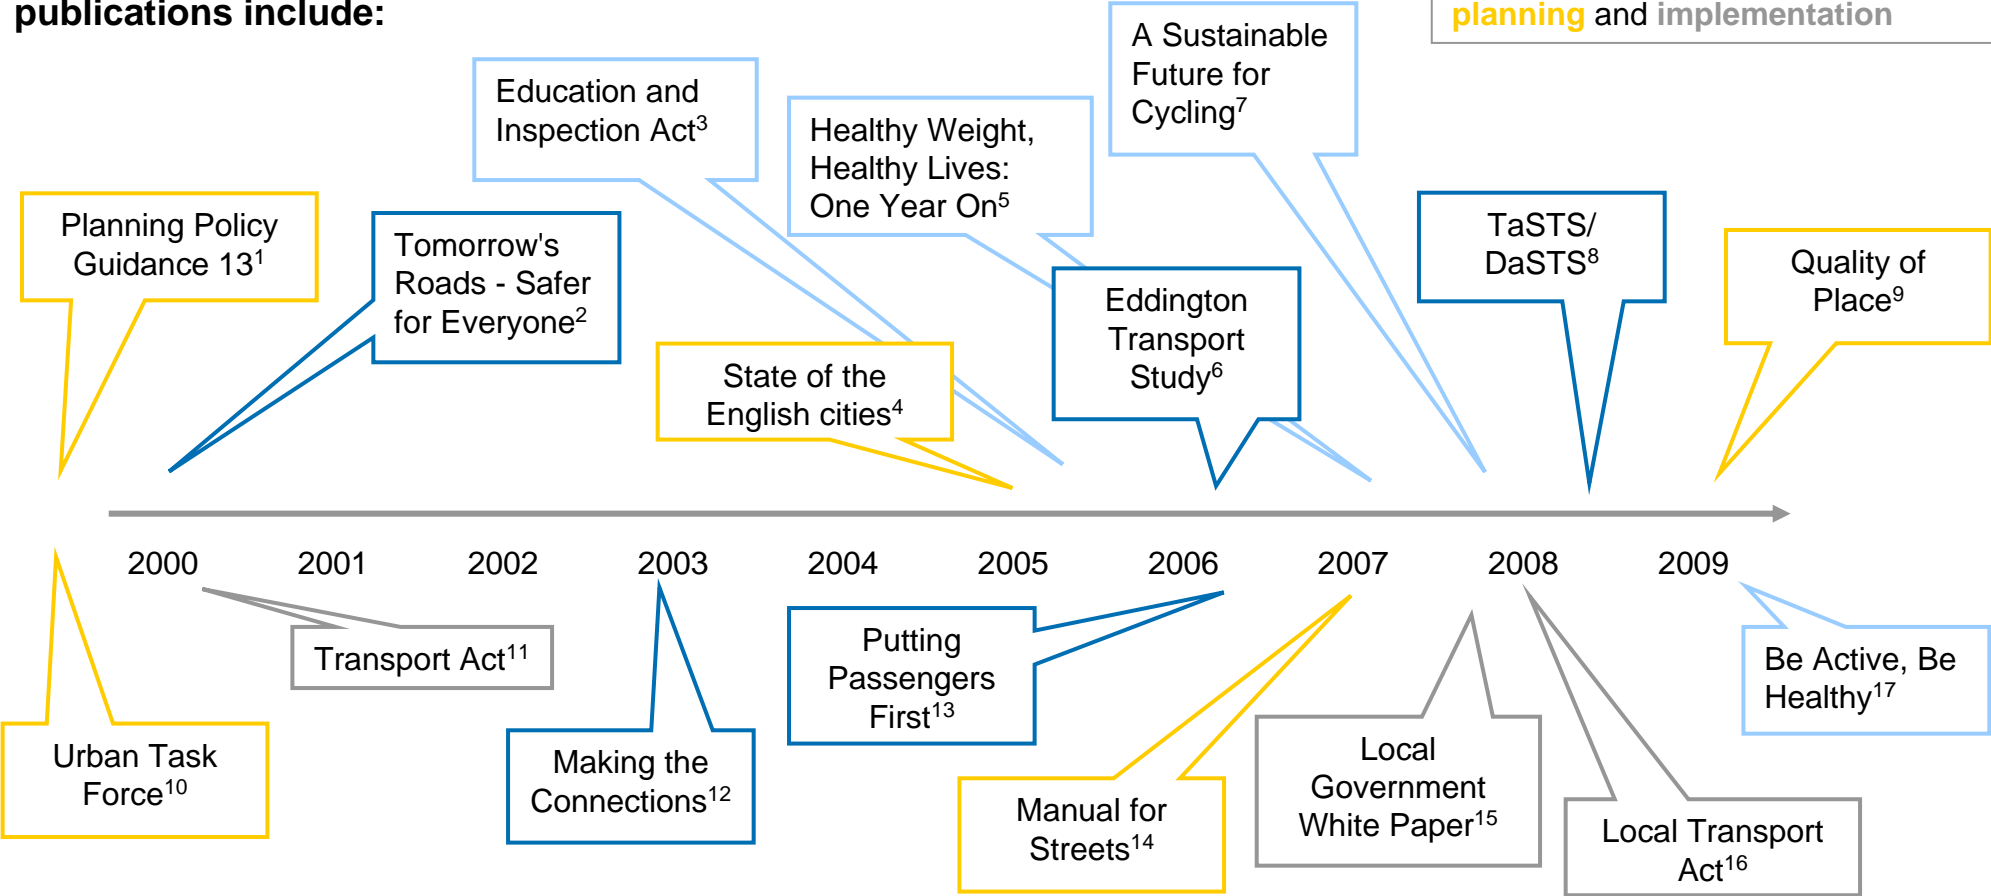 publications include:
planning and implementation
A Sustainable
Future for
Cycling7
Education and
Inspection Act3
Healthy Weight,
Healthy Lives:
One Year On5
Planning Policy
Guidance 131
Tomorrow's
Roads - Safer
for Everyone2
TaSTS/
DaSTS8
Quality of
Place9
Eddington
Transport
Study6
State of the
English cities4
2000
2001
2002
2003
2004
2005
2006
2007
2008
2009
Transport Act11
Putting
Passengers
First13
Be Active, Be
Healthy17
Urban Task
Force10
Making the
Connections12
Manual for
Streets14
Local
Government
White Paper15
Local Transport
Act16